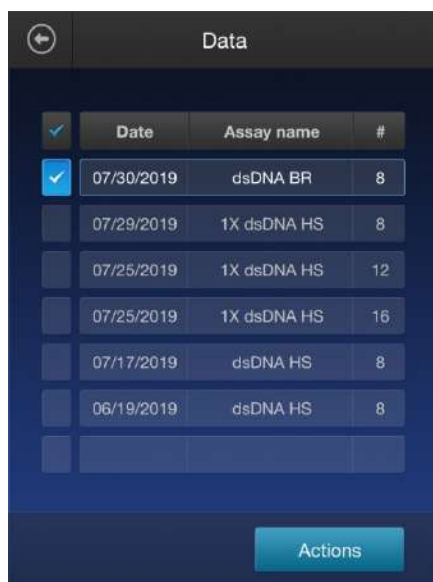 Data
Date Assay name #
07/30/2019 dsDNA BR 8
07/29/2019 1X dsDNA HS 8
07/25/2019 1X dsDNA HS 12
07/25/2019 1X dsDNA HS 16
07/17/2019 dsDNA HS 8
06/19/2019 dsDNA HS 8
Actions